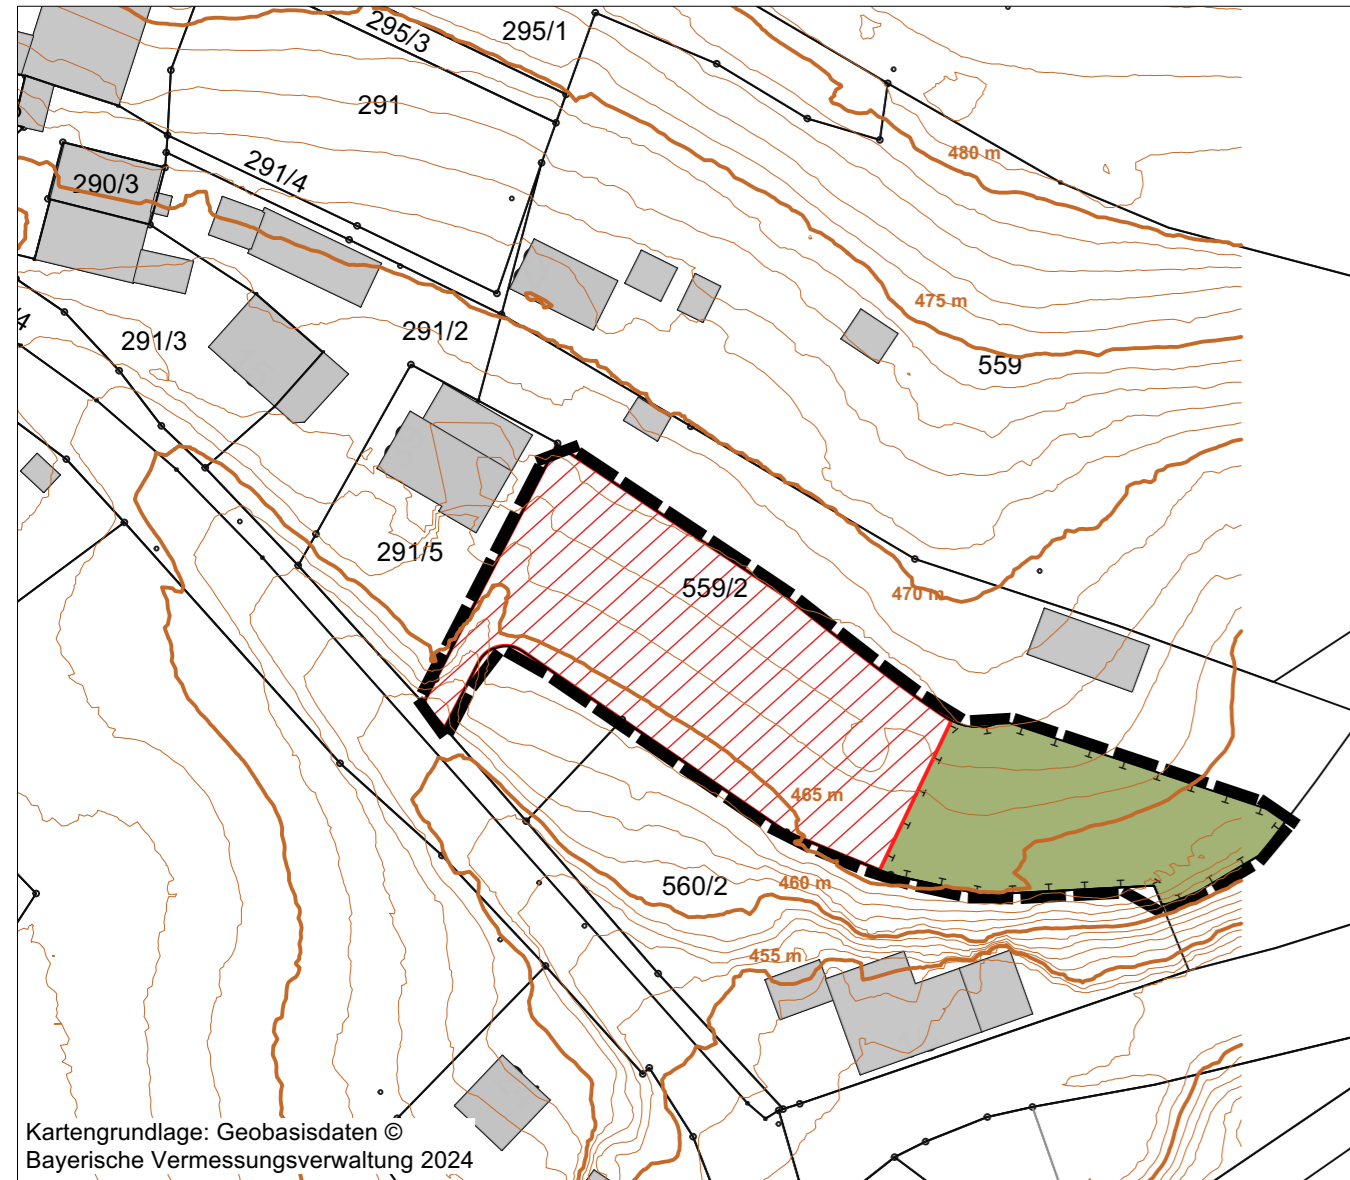 295/3
295/1
291
480 m
291/4
290/3
475 m
291/2
291/3
559
291/5
559/2
470 m
465 m
460 m
560/2
455 m
Kartengrundlage: Geobasisdaten ©
Bayerische Vermessungsverwaltung 2024